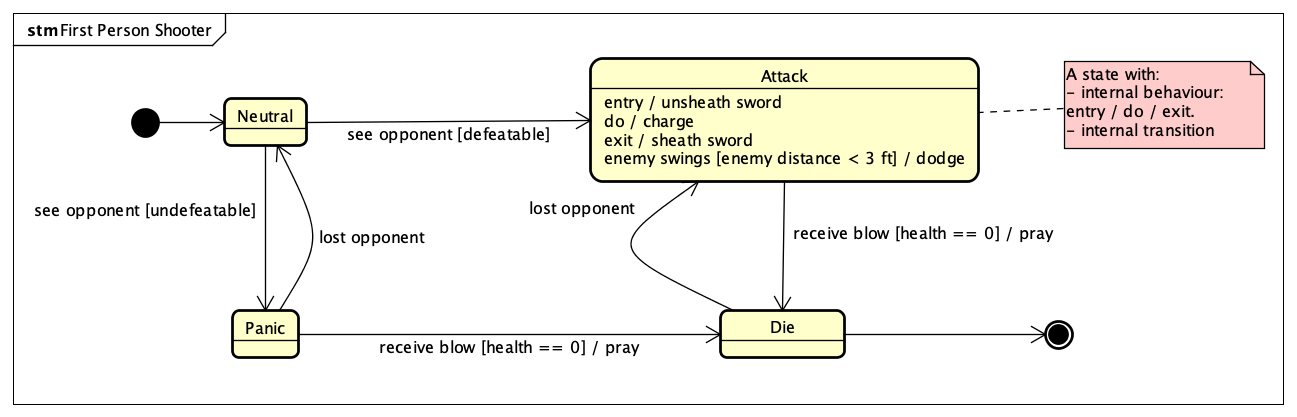 stm First Person Shooter
Attack
A state with:
- internal behaviour:
entry / do / exit.
- internal transition
entry / unsheath sword
do / charge
exit / sheath sword
enemy swings [enemy distance < 3 ft] / dodge
Neutral
see opponent [defeatable]
see opponent [undefeatable]
lost opponent
lost opponent
receive blow [health == 0] / pray
Panic
Die
receive blow [health == 0] / pray